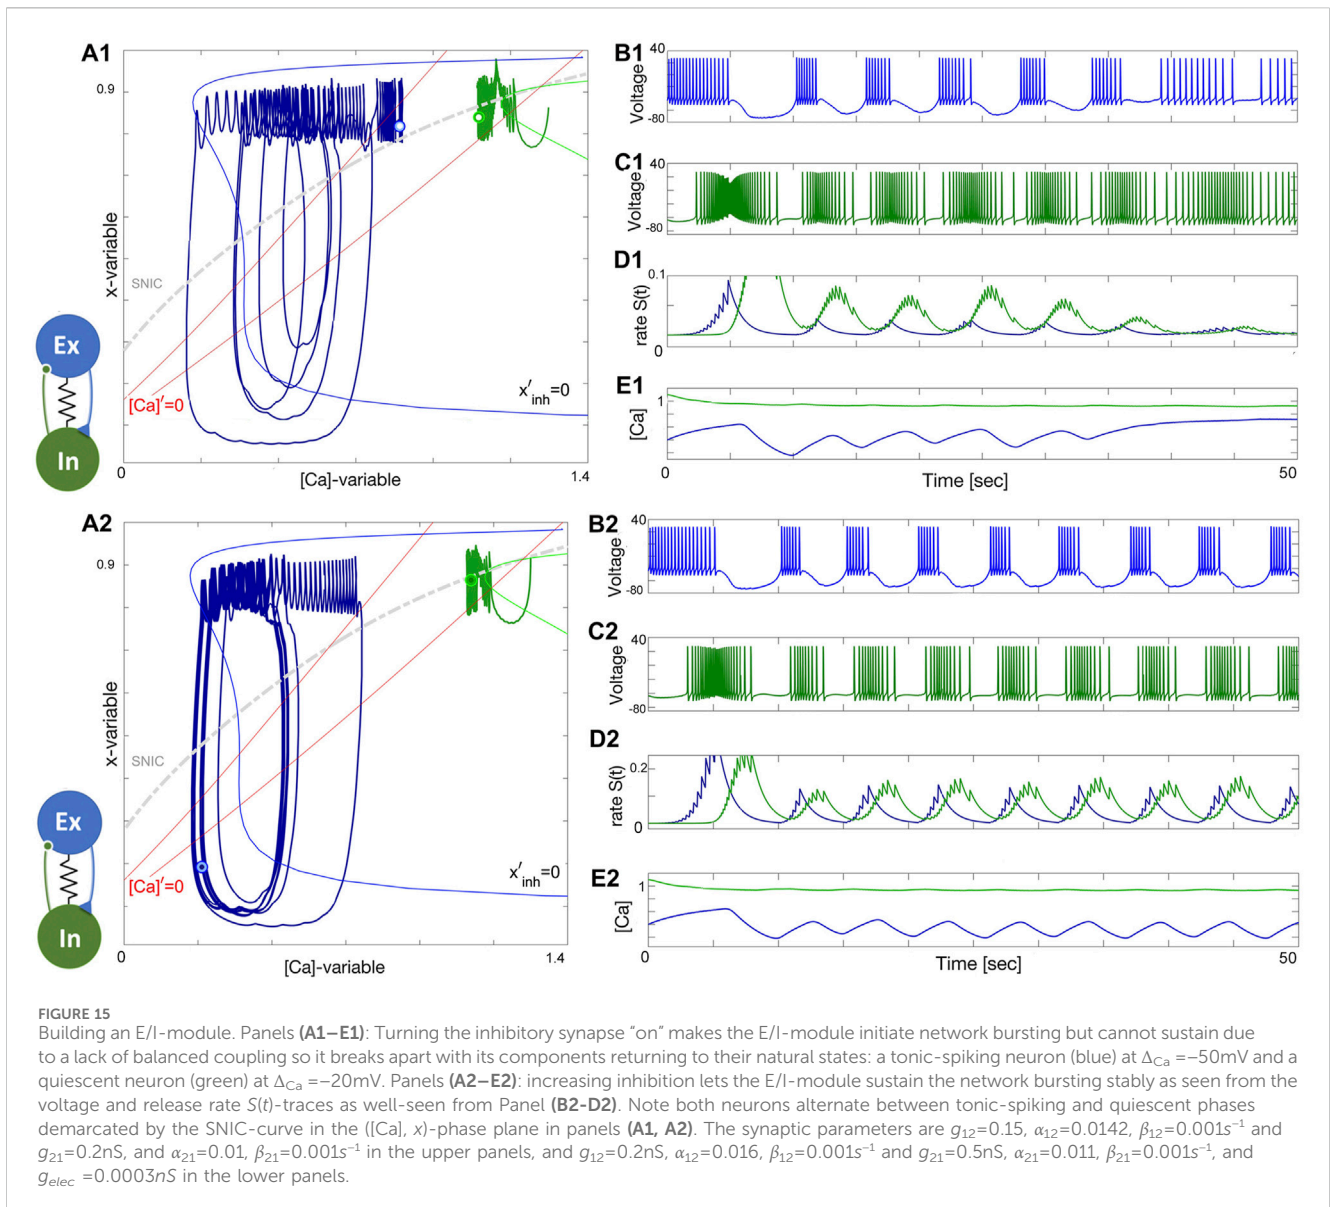 A1
0.9
x-variable
SNIC
[Ca]′=0
x′inh=0
0
[Ca]-variable
1.4
Ex
In
B1
40
Voltage
-80
C1
40
Voltage
-80
D1
0.1
rate S(t)
0
E1
1
[Ca]
0
Time [sec]
50
A2
0.9
x-variable
SNIC
[Ca]′=0
x′inh=0
0
[Ca]-variable
1.4
Ex
In
B2
40
Voltage
-80
C2
40
Voltage
-80
D2
0.2
rate S(t)
0
E2
1
[Ca]
0
Time [sec]
50
FIGURE 15
Building an E/I-module. Panels (A1–E1): Turning the inhibitory synapse “on” makes the E/I-module initiate network bursting but cannot sustain due
to a lack of balanced coupling so it breaks apart with its components returning to their natural states: a tonic-spiking neuron (blue) at ΔCa =−50mV and a
quiescent neuron (green) at ΔCa =−20mV. Panels (A2–E2): increasing inhibition lets the E/I-module sustain the network bursting stably as seen from the
voltage and release rate S(t)-traces as well-seen from Panel (B2-D2). Note both neurons alternate between tonic-spiking and quiescent phases
demarcated by the SNIC-curve in the ([Ca], x)-phase plane in panels (A1, A2). The synaptic parameters are g12=0.15, α12=0.0142, β12=0.001s−1 and
g21=0.2nS, and α21=0.01, β21=0.001s−1 in the upper panels, and g12=0.2nS, α12=0.016, β12=0.001s−1 and g21=0.5nS, α21=0.011, β21=0.001s−1, and
gelec =0.0003nS in the lower panels.